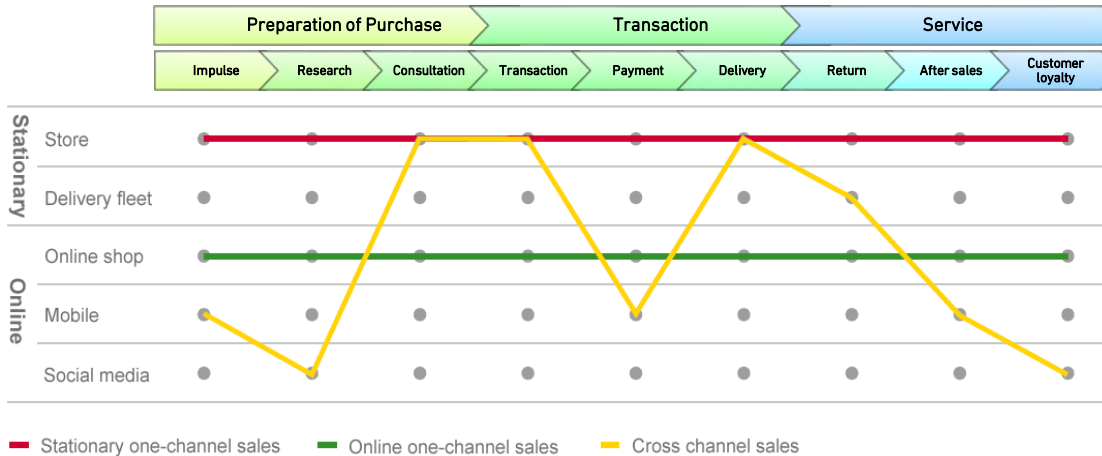 Preparation of Purchase
Transaction
Service
Impulse
Research
Consultation
Transaction
Payment
Delivery
Return
After sales
Customer
loyalty
Stationary
Store
Delivery fleet
Online
Online shop
Mobile
Social media
Stationary one-channel sales
Online one-channel sales
Cross channel sales